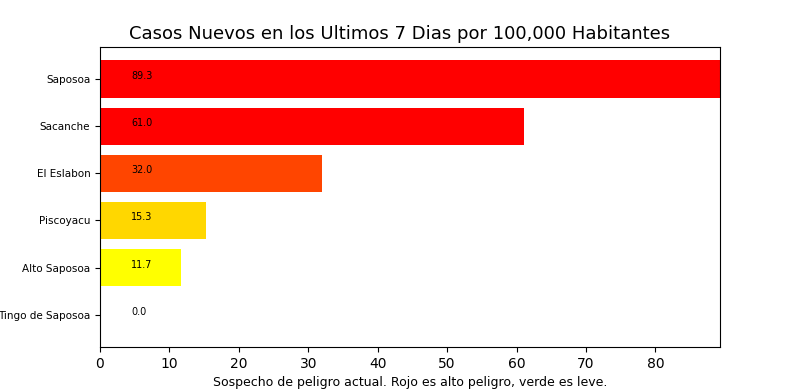 Casos Nuevos en los Ultimos 7 Dias por 100,000 Habitantes
Saposoa 89.3
Sacanche 61.0
El Eslabon 32.0
Piscoyacu 15.3
Alto Saposoa 11.7
Tingo de Saposoa 0.0
0 10 20 30 40 50 60 70 80
Sospecho de peligro actual. Rojo es alto peligro, verde es leve.